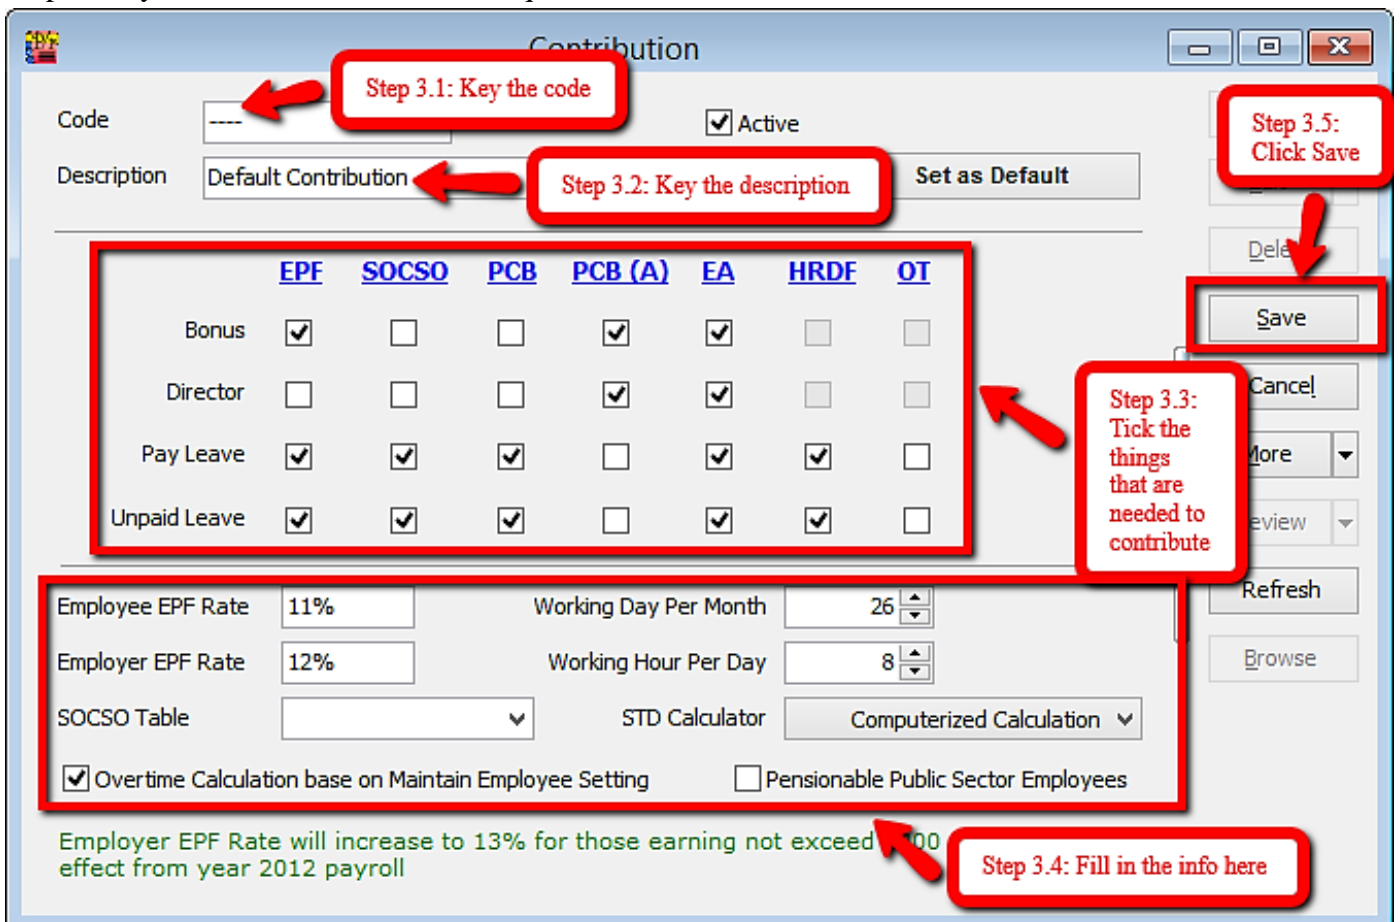 Contribution
Step 3.1: Key the code
Code ----
Active
Step 3.5:
Click Save
Description Default Contribution
Step 3.2: Key the description
Set as Default
EPF SOCSO PCB PCB (A) EA HRDF OT
Bonus
Director
Pay Leave
Unpaid Leave
Save
Step 3.3:
Tick the
things
that are
needed to
contribute
Refresh
Browse
Employee EPF Rate 11% Working Day Per Month 26
Employer EPF Rate 12% Working Hour Per Day 8
SOCSO Table STD Calculator Computerized Calculation
Overtime Calculation base on Maintain Employee Setting Pensionable Public Sector Employees
Employer EPF Rate will increase to 13% for those earning not exceed
effect from year 2012 payroll
Step 3.4: Fill in the info here